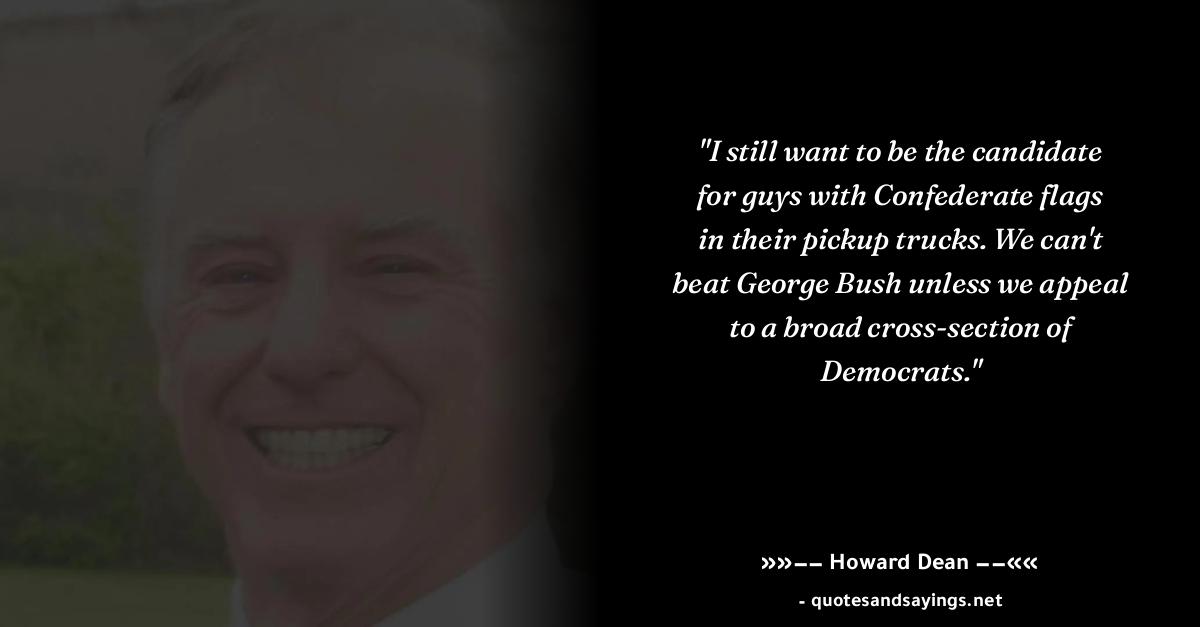 "I still want to be the candidate
for guys with Confederate flags
in their pickup trucks. We can't
beat George Bush unless we appeal
to a broad cross-section of
Democrats."
»»−− Howard Dean −−««
- quotesandsayings.net